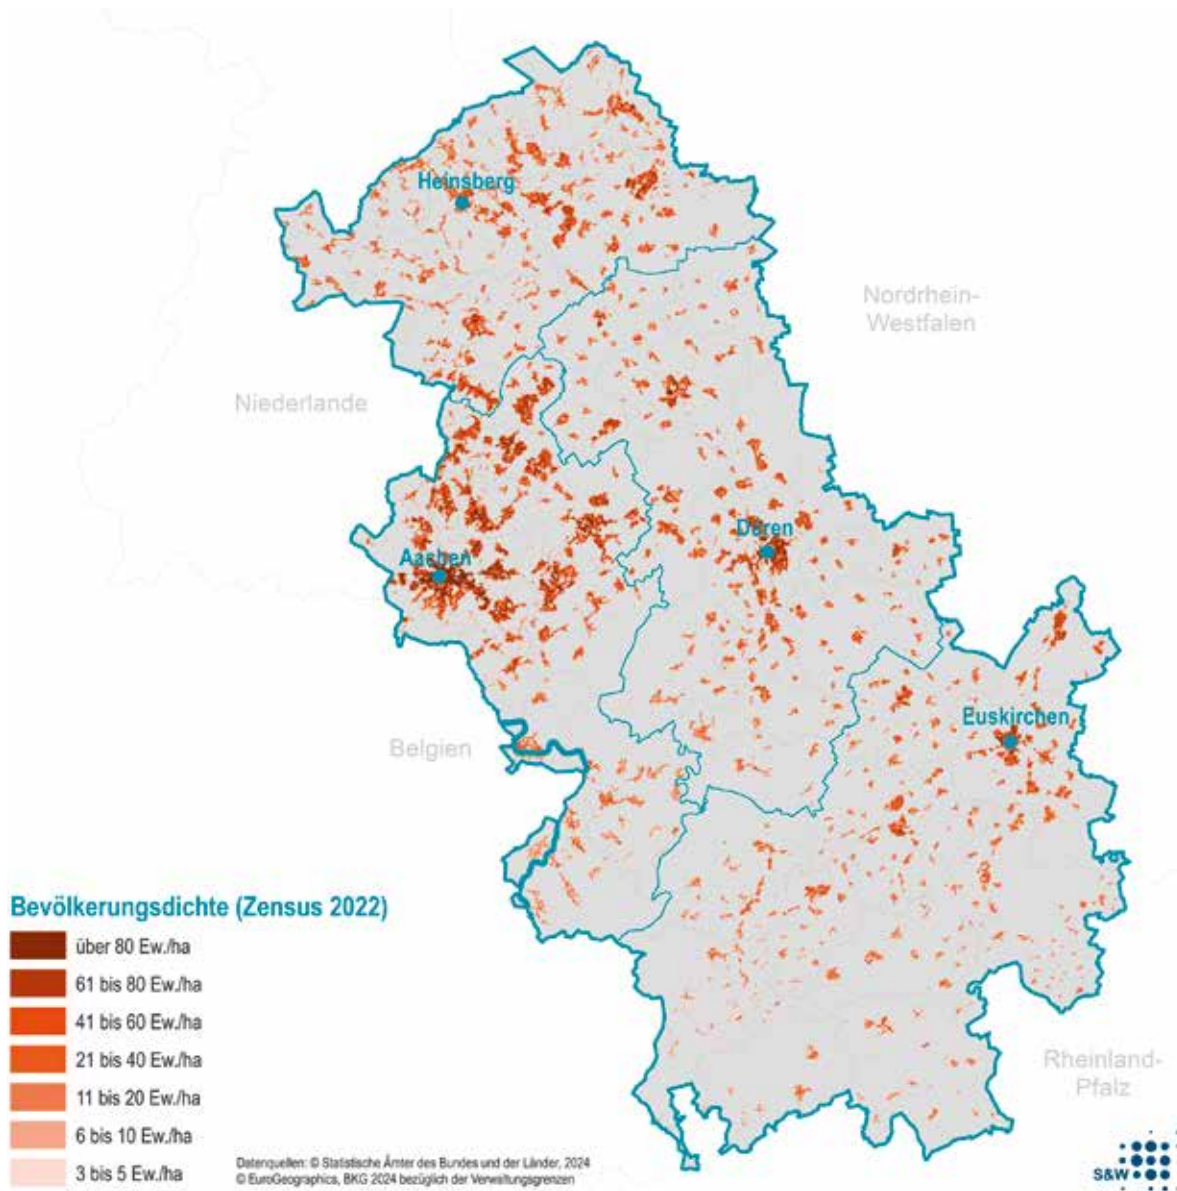 Heinsberg
Nordrhein-
Westfalen
Niederlande
Düren
Aachen
Euskirchen
Belgien
Bevölkerungsdichte (Zensus 2022)
über 80 Ew./ha
61 bis 80 Ew./ha
41 bis 60 Ew./ha
21 bis 40 Ew./ha
11 bis 20 Ew./ha
6 bis 10 Ew./ha
3 bis 5 Ew./ha
Rheinland-
Pfalz
Datenquellen: © Statistische Ämter des Bundes und der Länder, 2024
© EuroGeographics, BKG 2024 bezüglich der Verwaltungsgrenzen
S&W